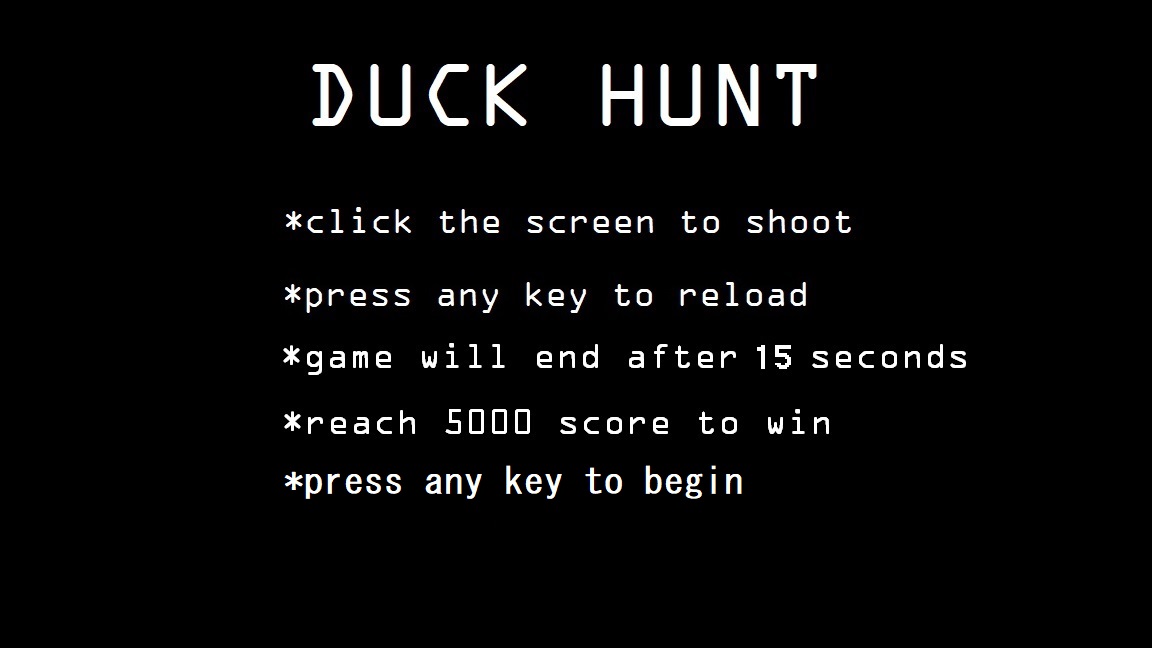 DUCK HUNT
*click the screen to shoot
*press any key to reload
*game will end after 15 seconds
*reach 5000 score to win
*press any key to begin